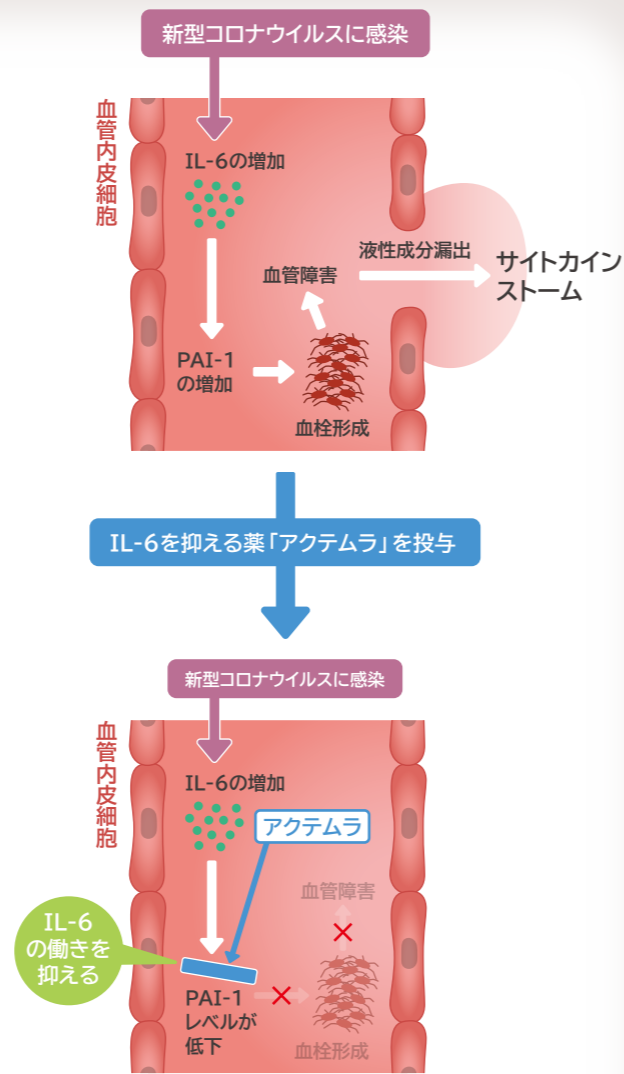 新型コロナウイルスに感染
血管内皮細胞
IL-6の増加
液性成分漏出
サイトカイン
ストーム
血管障害
PAI-1
の増加
血栓形成
IL-6を抑える薬「アクテムラ」を投与
新型コロナウイルスに感染
血管内皮細胞
IL-6の増加
アクテムラ
血管障害
IL-6
の働きを
抑える
PAI-1
レベルが
低下
血栓形成